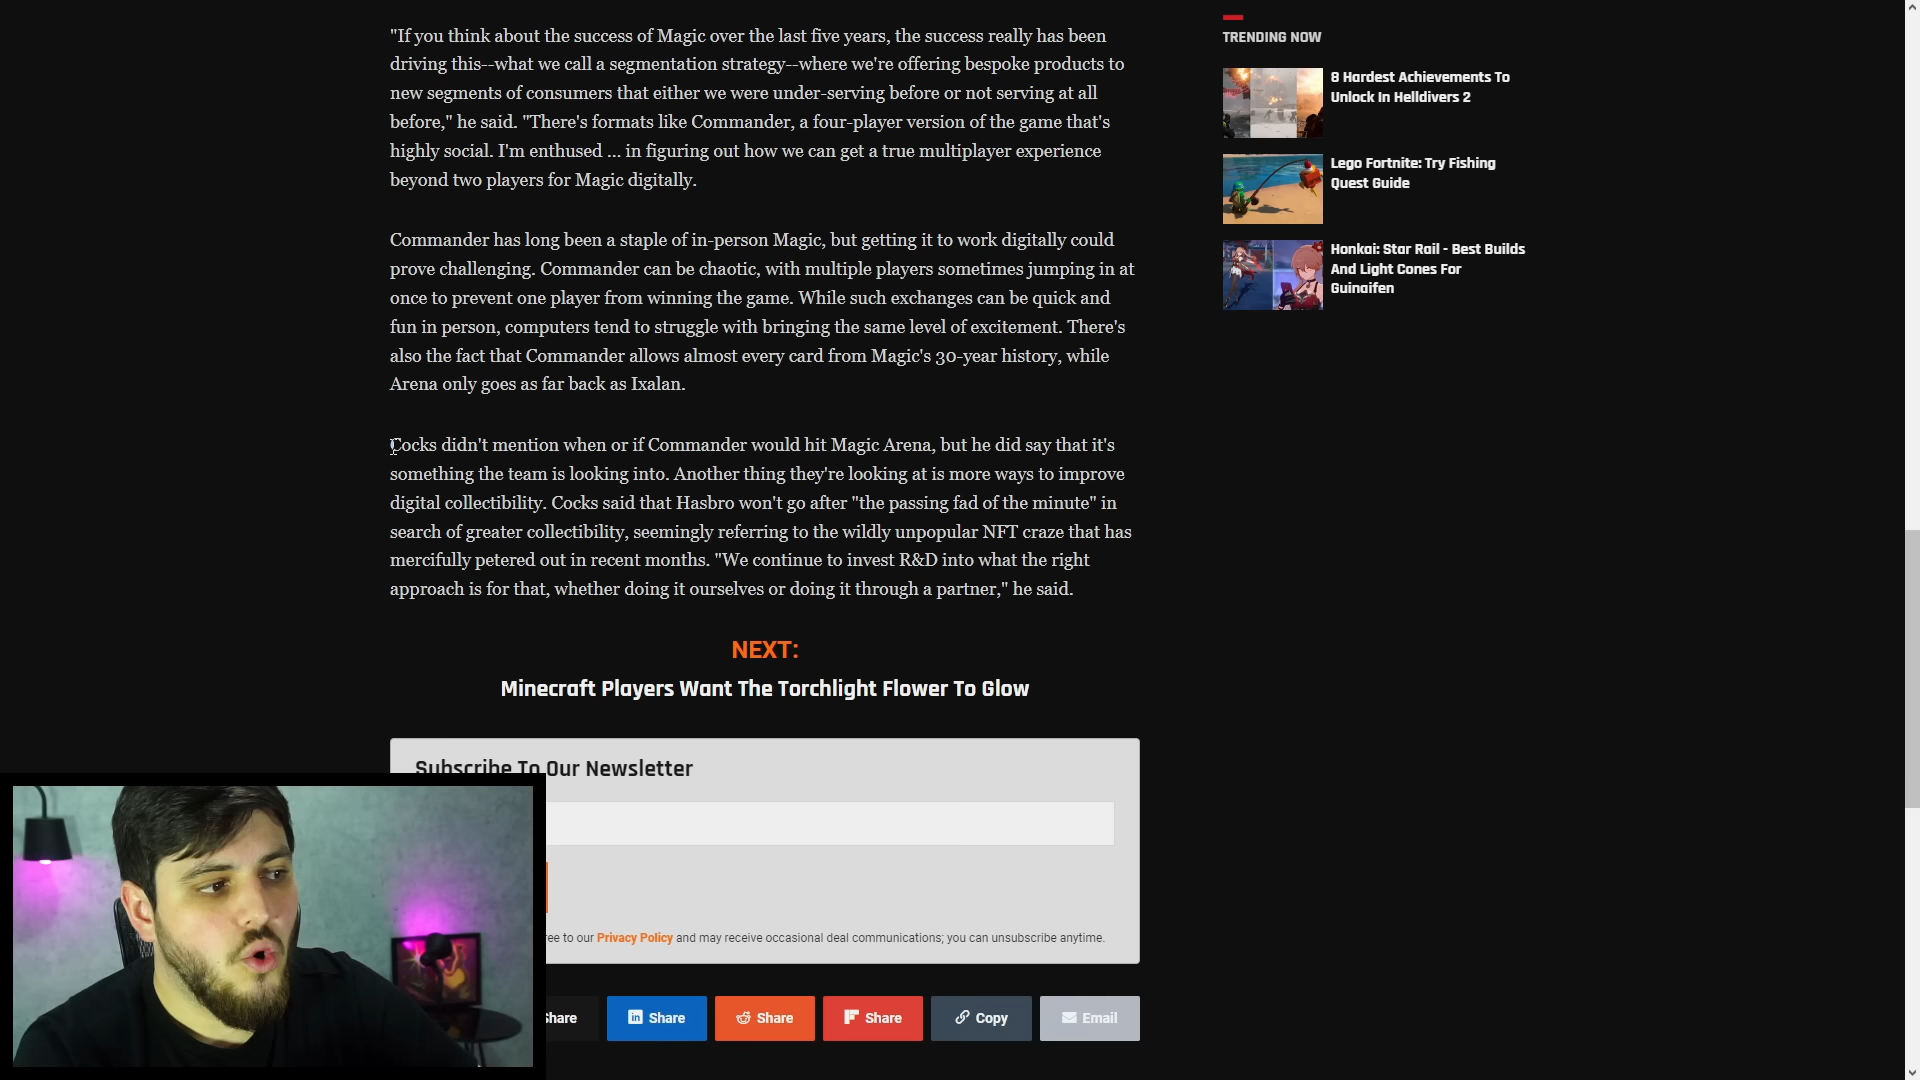 "If you think about the success of Magic over the last five years, the success really has been
driving this--what we call a segmentation strategy--where we're offering bespoke products to
new segments of consumers that either we were under-serving before or not serving at all
before," he said. "There's formats like Commander, a four-player version of the game that's
highly social. I'm enthused ... in figuring out how we can get a true multiplayer experience
beyond two players for Magic digitally.
Commander has long been a staple of in-person Magic, but getting it to work digitally could
prove challenging. Commander can be chaotic, with multiple players sometimes jumping in at
once to prevent one player from winning the game. While such exchanges can be quick and
fun in person, computers tend to struggle with bringing the same level of excitement. There's
also the fact that Commander allows almost every card from Magic's 30-year history, while
Arena only goes as far back as Ixalan.
Cocks didn't mention when or if Commander would hit Magic Arena, but he did say that it's
something the team is looking into. Another thing they're looking at is more ways to improve
digital collectibility. Cocks said that Hasbro won't go after "the passing fad of the minute" in
search of greater collectibility, seemingly referring to the wildly unpopular NFT craze that has
mercifully petered out in recent months. "We continue to invest R&D into what the right
approach is for that, whether doing it ourselves or doing it through a partner," he said.
NEXT:
Minecraft Players Want The Torchlight Flower To Glow
Subscribe To Our Newsletter
ree to our Privacy Policy and may receive occasional deal communications; you can unsubscribe anytime.
Share
Share
Share
Share
Copy
Email
TRENDING NOW
8 Hardest Achievements To
Unlock In Helldivers 2
Lego Fortnite: Try Fishing
Quest Guide
Honkai: Star Rail - Best Builds
And Light Cones For
Guinaifen